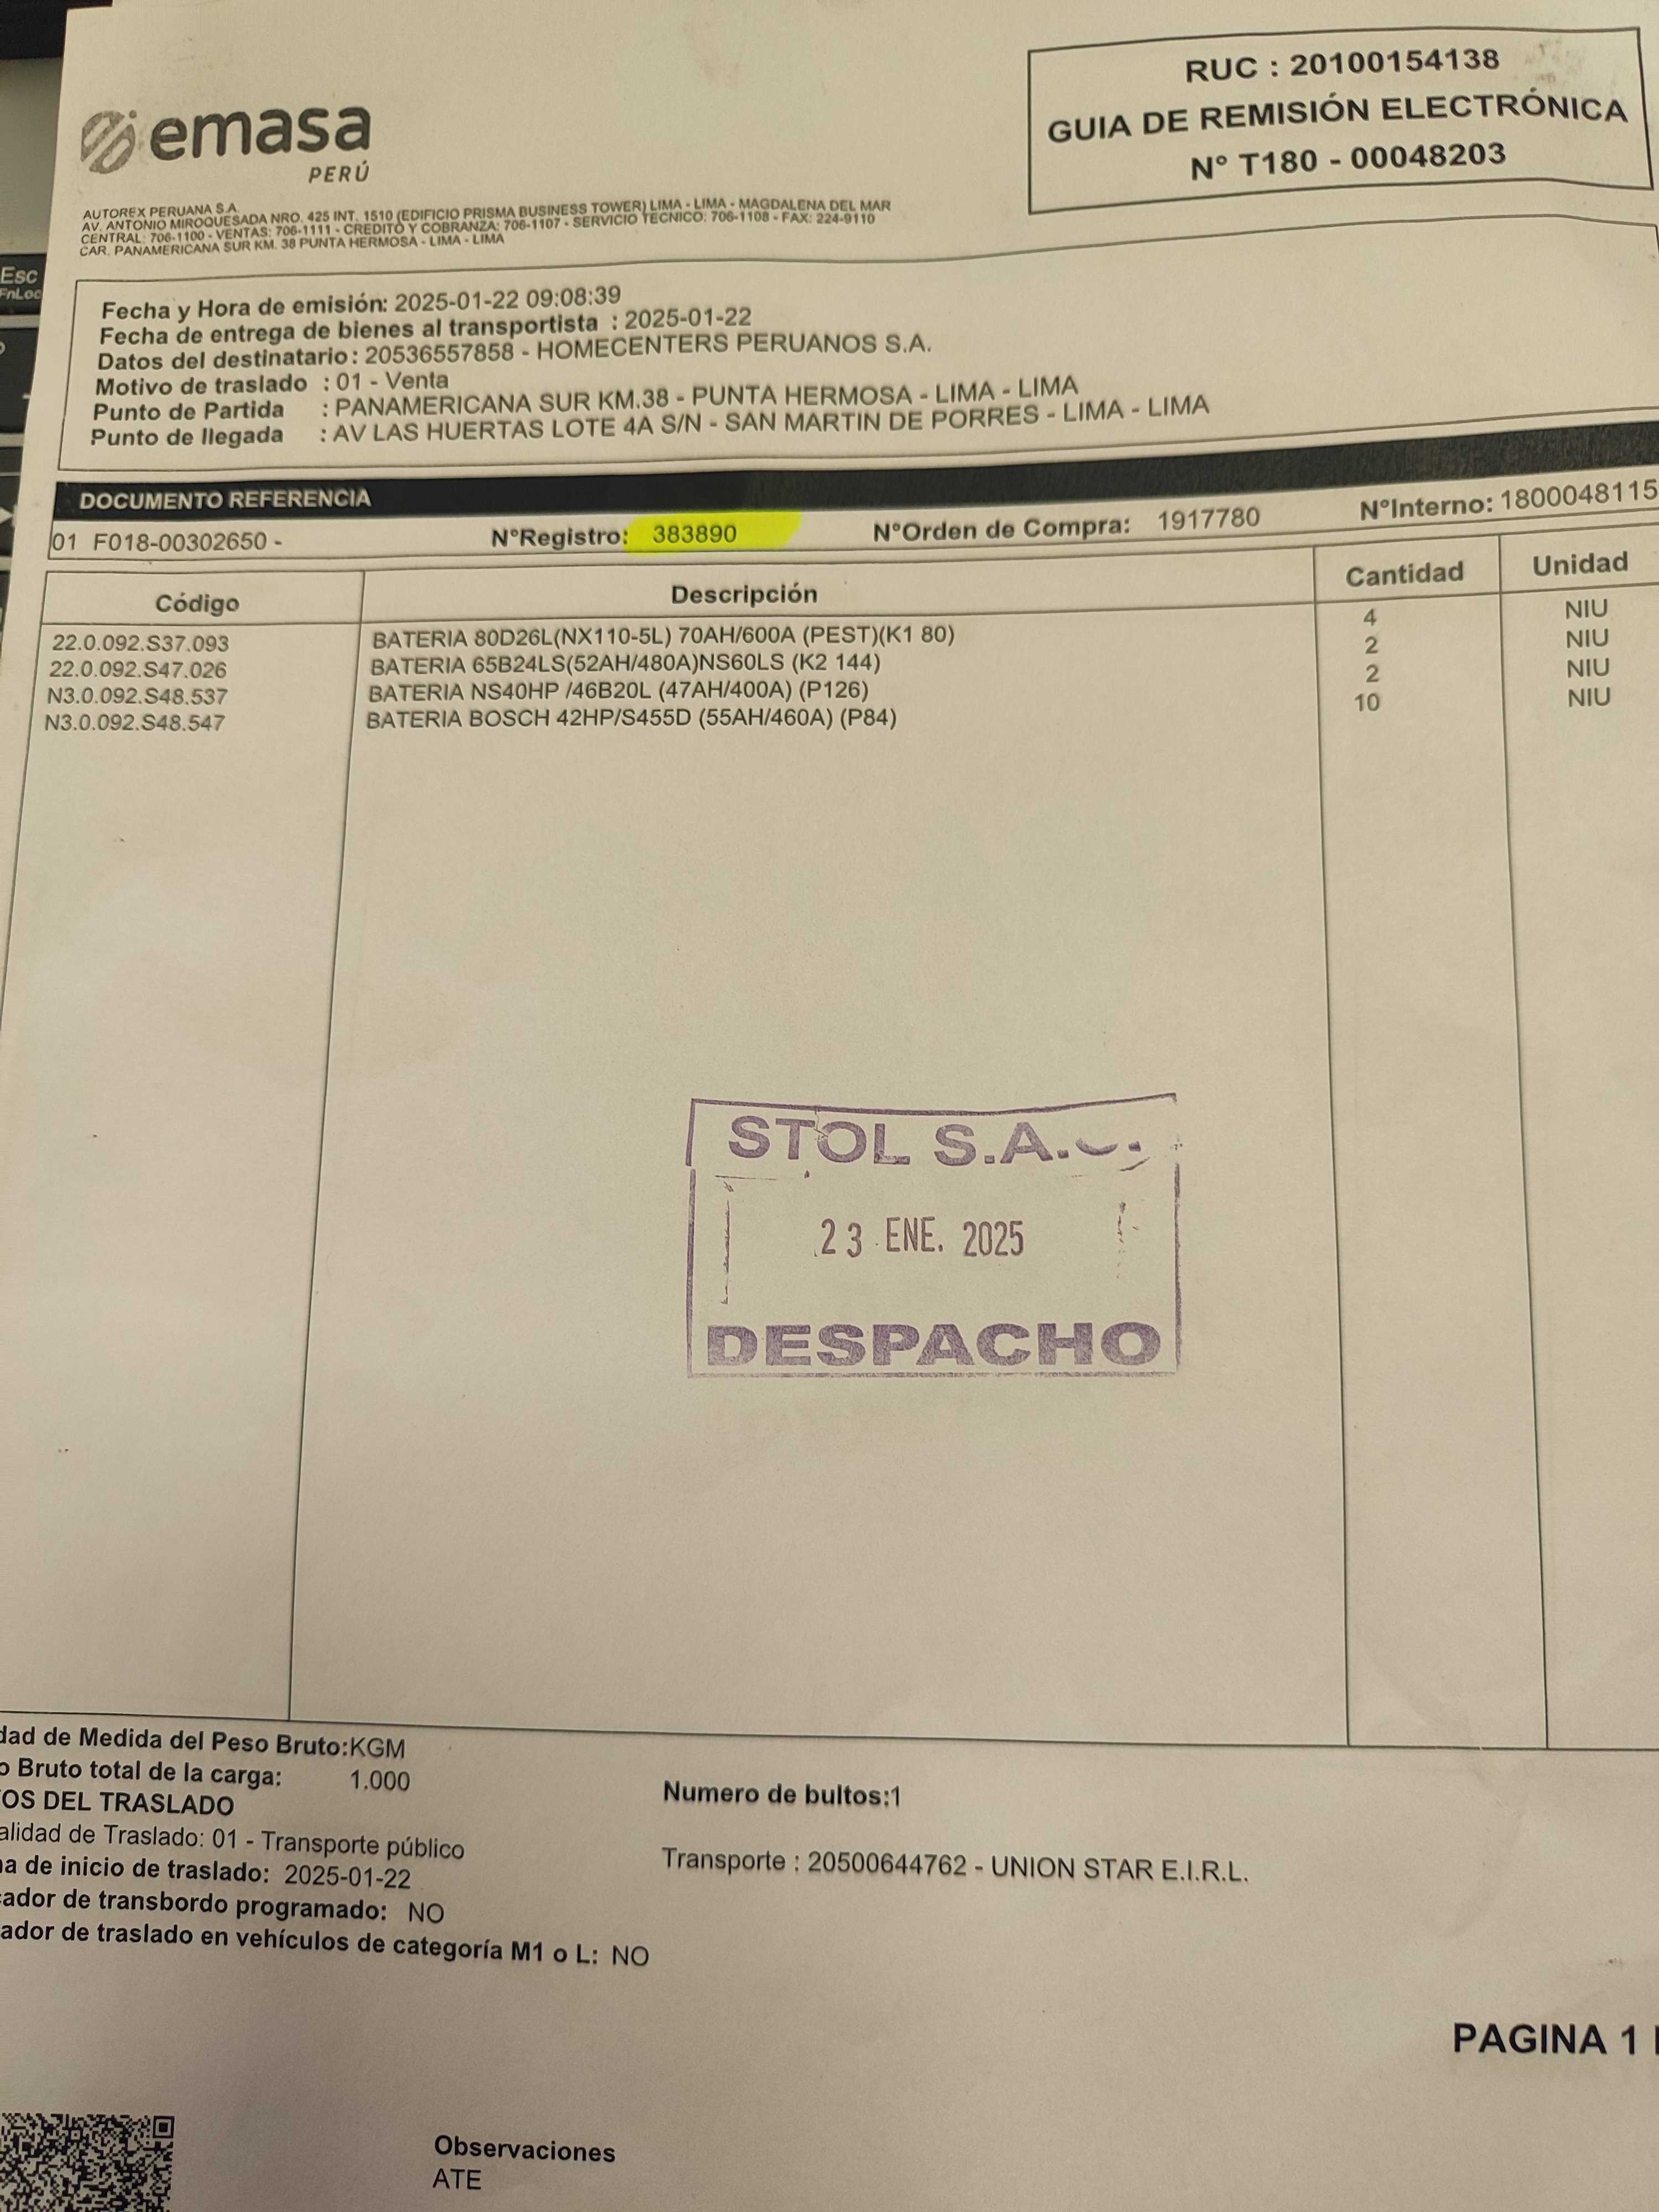 Esc
FnLoc
emasa
PERÚ
RUC : 20100154138
GUIA DE REMISIÓN ELECTRÓNICA
N° T180 - 00048203
AUTOREX PERUANA S.A.
AV. ANTONIO MIROQUESADA NRO. 425 INT. 1510 (EDIFICIO PRISMA BUSINESS TOWER) LIMA - LIMA - MAGDALENA DEL MAR
CENTRAL: 706-1100 - VENTAS: 706-1111 - CREDITO Y COBRANZA: 706-1107 - SERVICIO TECNICO: 706-1108 - FAX: 224-9110
CAR. PANAMERICANA SUR KM. 38 PUNTA HERMOSA - LIMA - LIMA
Fecha y Hora de emisión: 2025-01-22 09:08:39
Fecha de entrega de bienes al transportista : 2025-01-22
Datos del destinatario: 20536557858 - HOMECENTERS PERUANOS S.A.
Motivo de traslado : 01 - Venta
Punto de Partida : PANAMERICANA SUR KM.38 - PUNTA HERMOSA - LIMA - LIMA
Punto de llegada : AV LAS HUERTAS LOTE 4A S/N - SAN MARTIN DE PORRES - LIMA - LIMA
DOCUMENTO REFERENCIA
01 F018-00302650 - N°Registro: 383890 N°Orden de Compra: 1917780 N°Interno: 1800048115
Código Descripción Cantidad Unidad
22.0.092.S37.093 BATERIA 80D26L(NX110-5L) 70AH/600A (PEST)(K1 80) 4 NIU
22.0.092.S47.026 BATERIA 65B24LS(52AH/480A)NS60LS (K2 144) 2 NIU
N3.0.092.S48.537 BATERIA NS40HP /46B20L (47AH/400A) (P126) 2 NIU
N3.0.092.S48.547 BATERIA BOSCH 42HP/S455D (55AH/460A) (P84) 10 NIU
STOL S.A.
23 ENE. 2025
DESPACHO
dad de Medida del Peso Bruto:KGM
o Bruto total de la carga: 1.000
Numero de bultos:1
OS DEL TRASLADO
alidad de Traslado: 01 - Transporte público
Transporte : 20500644762 - UNION STAR E.I.R.L.
a de inicio de traslado: 2025-01-22
ador de transbordo programado: NO
ador de traslado en vehículos de categoría M1 o L: NO
PAGINA 1
Observaciones
ATE